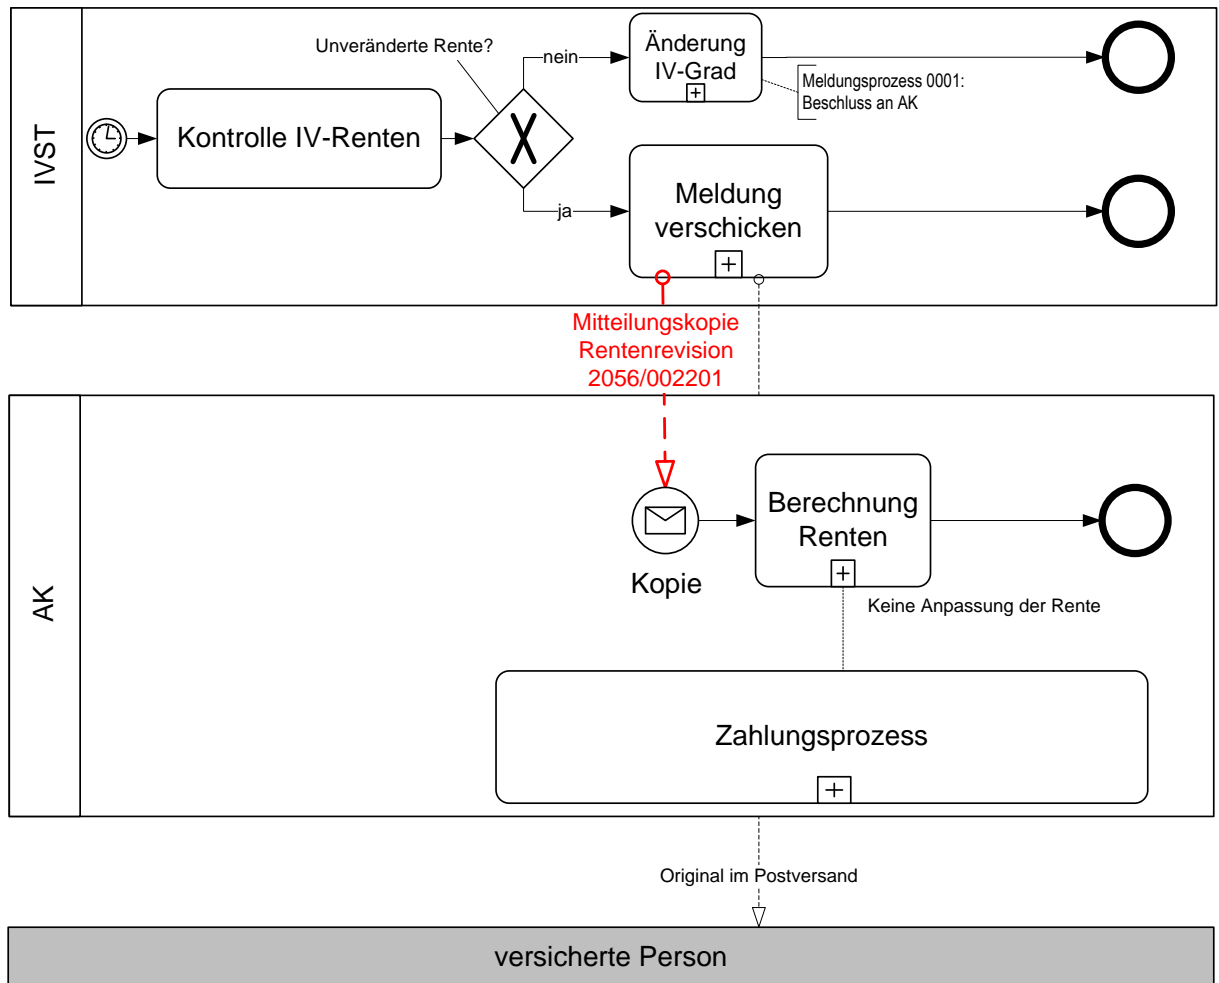 IVST
Unveränderte Rente?
nein
Änderung
IV-Grad
Meldungsprozess 0001:
Beschluss an AK
Kontrolle IV-Renten
ja
Meldung
verschicken
Mitteilungskopie
Rentenrevision
2056/002201
AK
Kopie
Berechnung
Renten
Keine Anpassung der Rente
Zahlungsprozess
Original im Postversand
versicherte Person